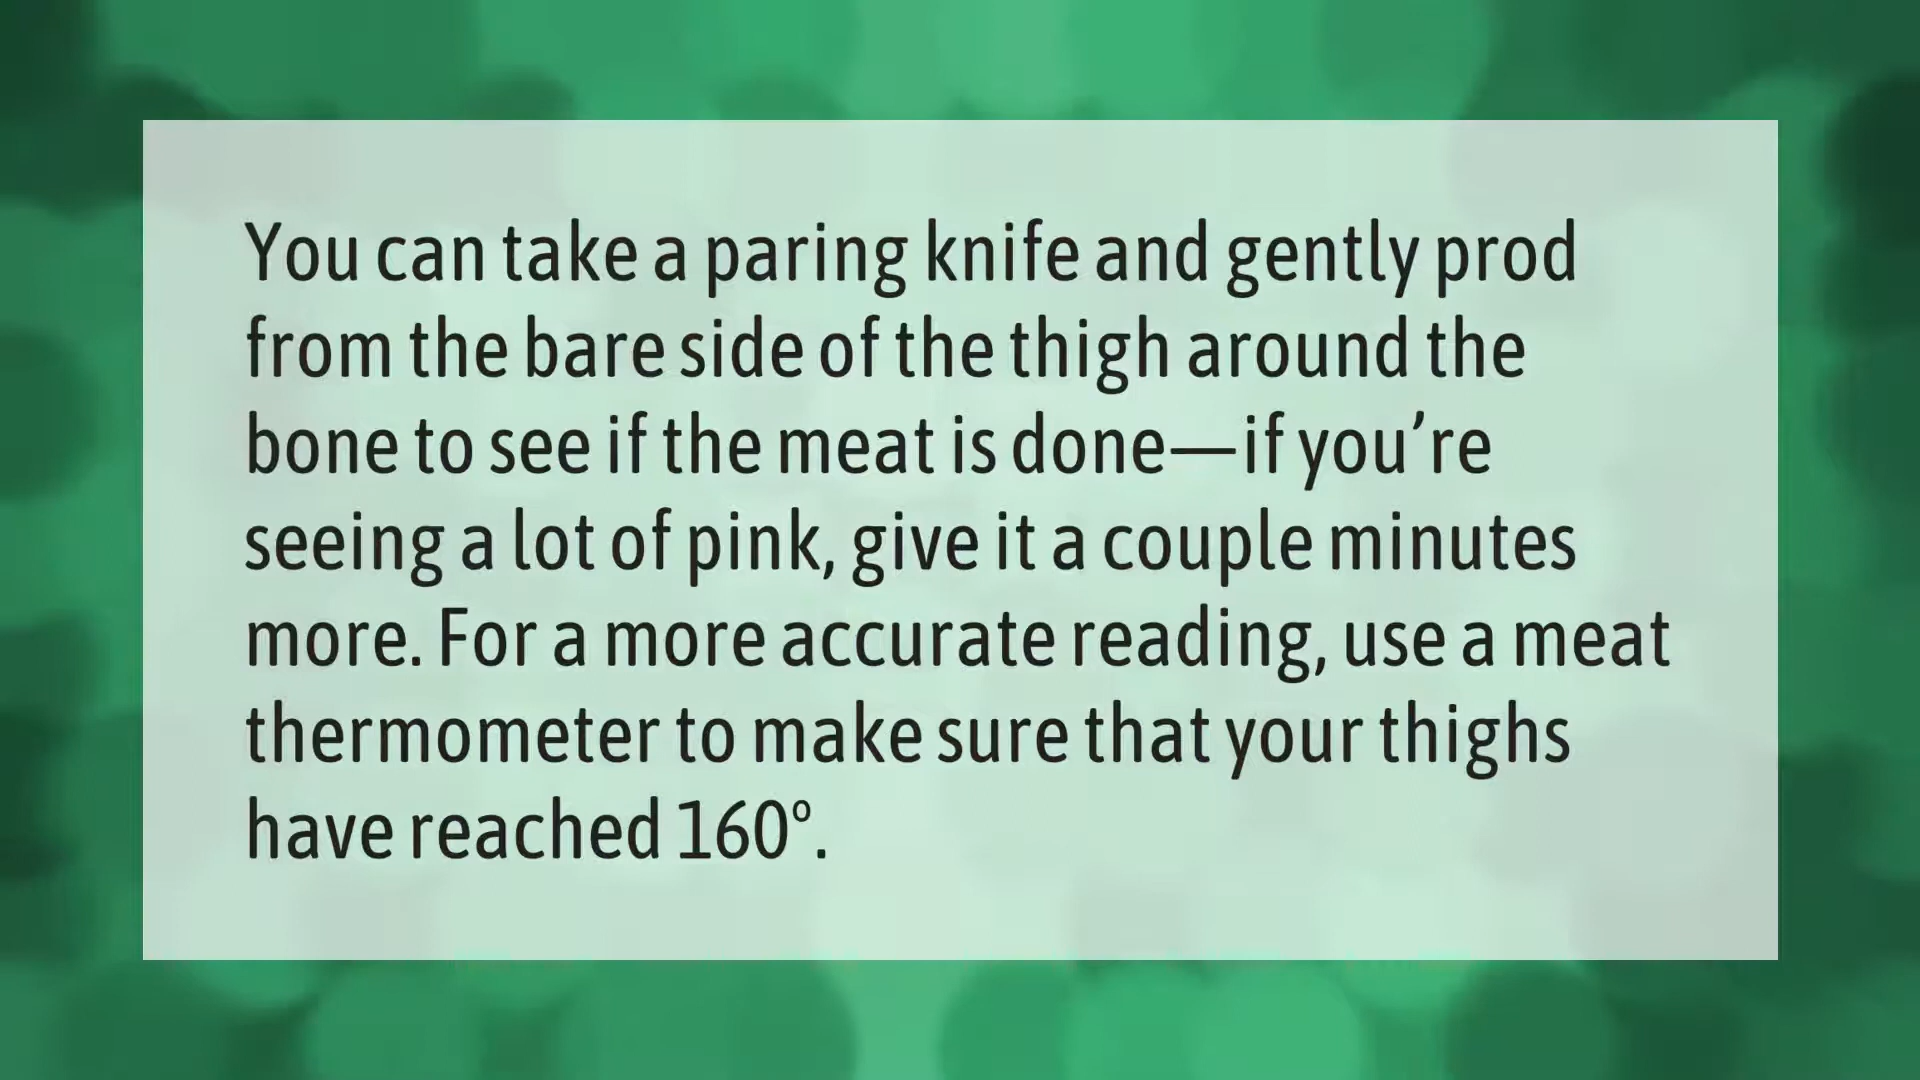 You can take a paring knife and gently prod
from the bare side of the thigh around the
bone to see if the meat is done—if you’re
seeing a lot of pink, give it a couple minutes
more. For a more accurate reading, use a meat
thermometer to make sure that your thighs
have reached 160º.